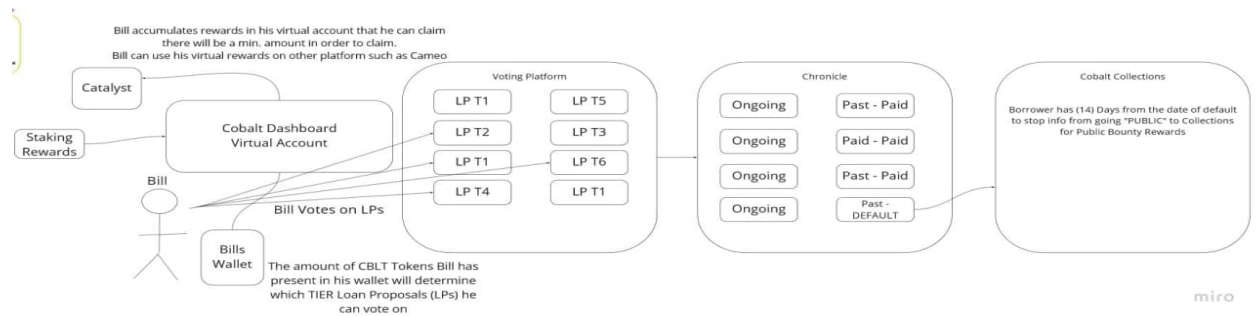 Bill accumulates rewards in his virtual account that he can claim
there will be a min. amount in order to claim.
Bill can use his virtual rewards on other platform such as Cameo
Catalyst
Staking
Rewards
Cobalt Dashboard
Virtual Account
Bill
Bills
Wallet
Bill Votes on LPs
The amount of CBLT Tokens Bill has
present in his wallet will determine
which TIER Loan Proposals (LPs) he
can vote on
Voting Platform
LP T1
LP T5
LP T2
LP T3
LP T1
LP T6
LP T4
LP T1
Chronicle
Ongoing
Past - Paid
Ongoing
Paid - Paid
Ongoing
Past - Paid
Ongoing
Past -
DEFAULT
Cobalt Collections
Borrower has (14) Days from the date of default
to stop info from going "PUBLIC" to Collections
for Public Bounty Rewards
miro